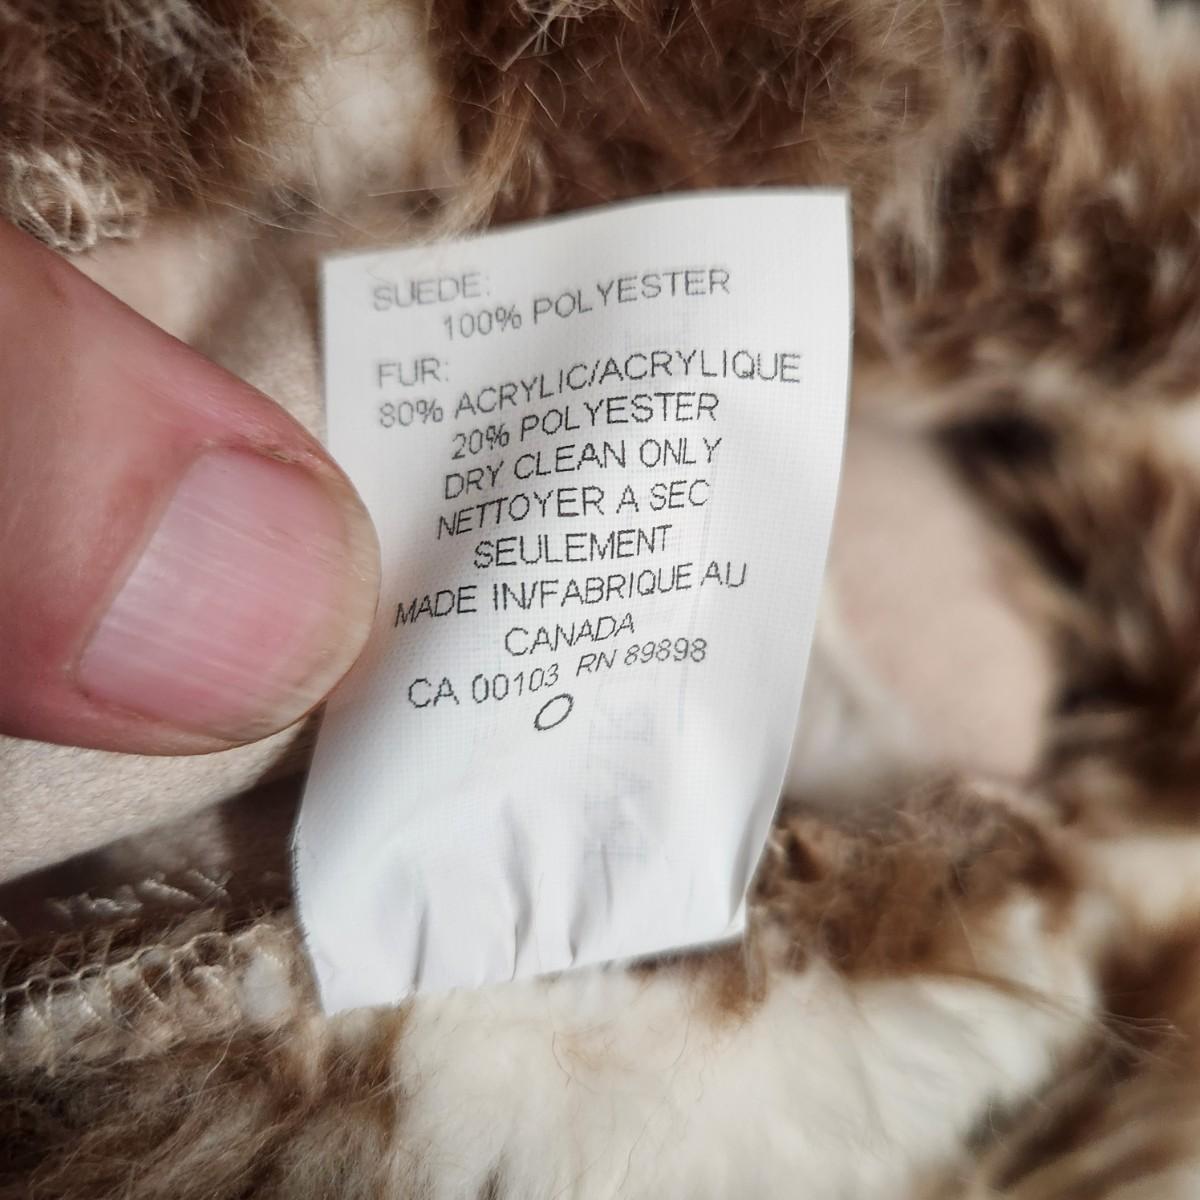 SUEDE:
100% POLYESTER
FUR:
80% ACRYLIC/ACRYLIQUE
20% POLYESTER
DRY CLEAN ONLY
NETTOYER A SEC
SEULEMENT
MADE IN/FABRIQUE AU
CANADA
CA 00103 RN 89898
O